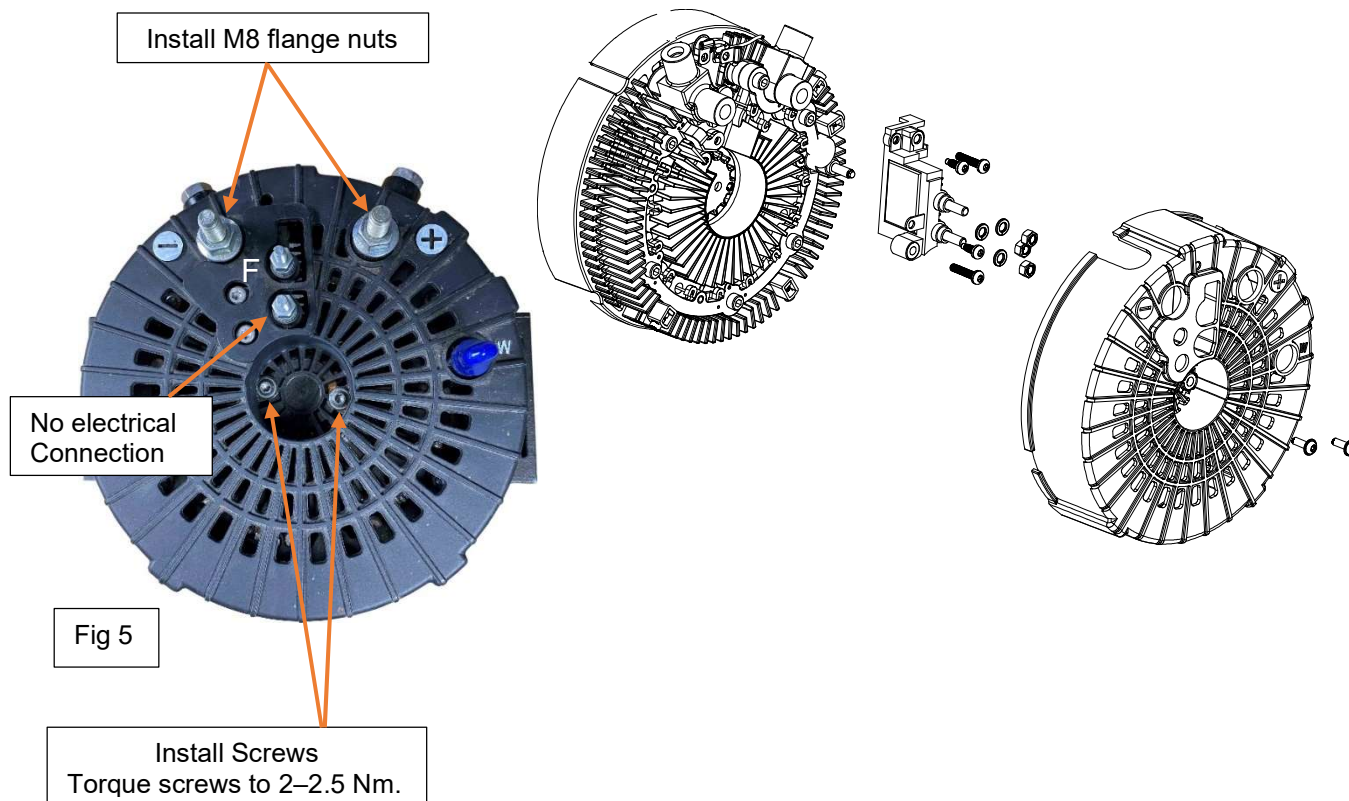 Install M8 flange nuts
−
+
F
W
No electrical
Connection
Fig 5
Install Screws
Torque screws to 2–2.5 Nm.
−
+
W